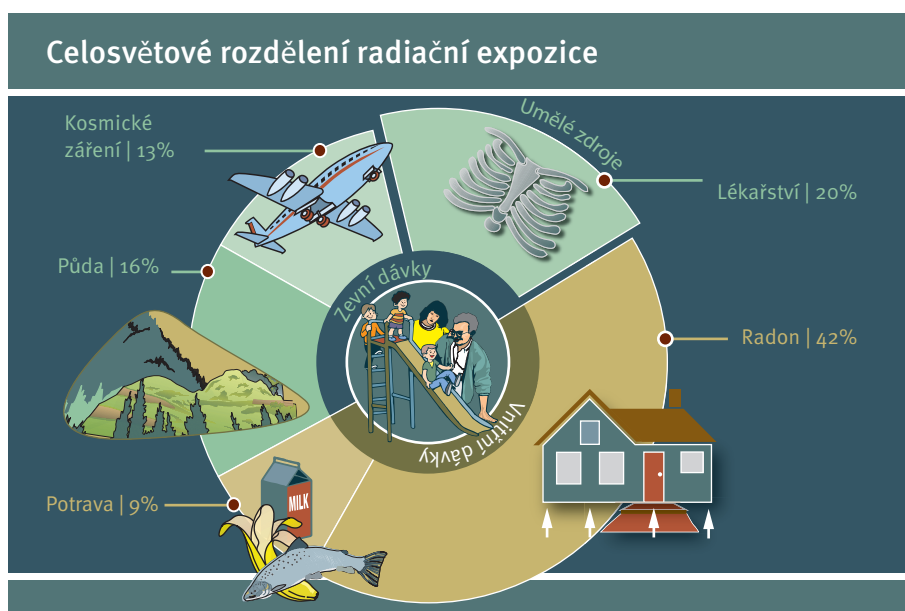 Celosvětové rozdělení radiační expozice
Kosmické
záření | 13%
Umělé zdroje
Lékařství | 20%
Půda | 16%
Zevní dávky
Radon | 42%
Vnitřní dávky
Potrava | 9%
MILK